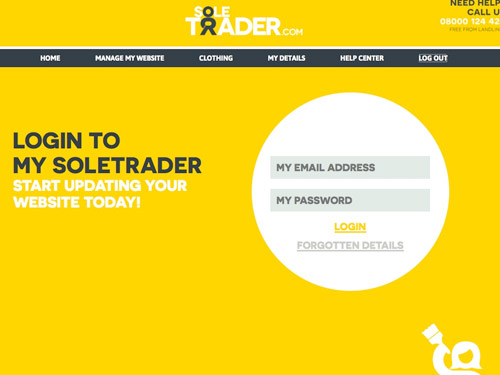 SOLE
TRADER.COM
NEED HELP
CALL U
08000 124 42
FREE FROM
HOME
MANAGE MY WEBSITE
CLOTHING
MY DETAILS
HELP CENTER
LOG OUT
LOGIN TO
MY SOLETRADER
START UPDATING YOUR
WEBSITE TODAY!
MY EMAIL ADDRESS
MY PASSWORD
LOGIN
FORGOTTEN DETAILS